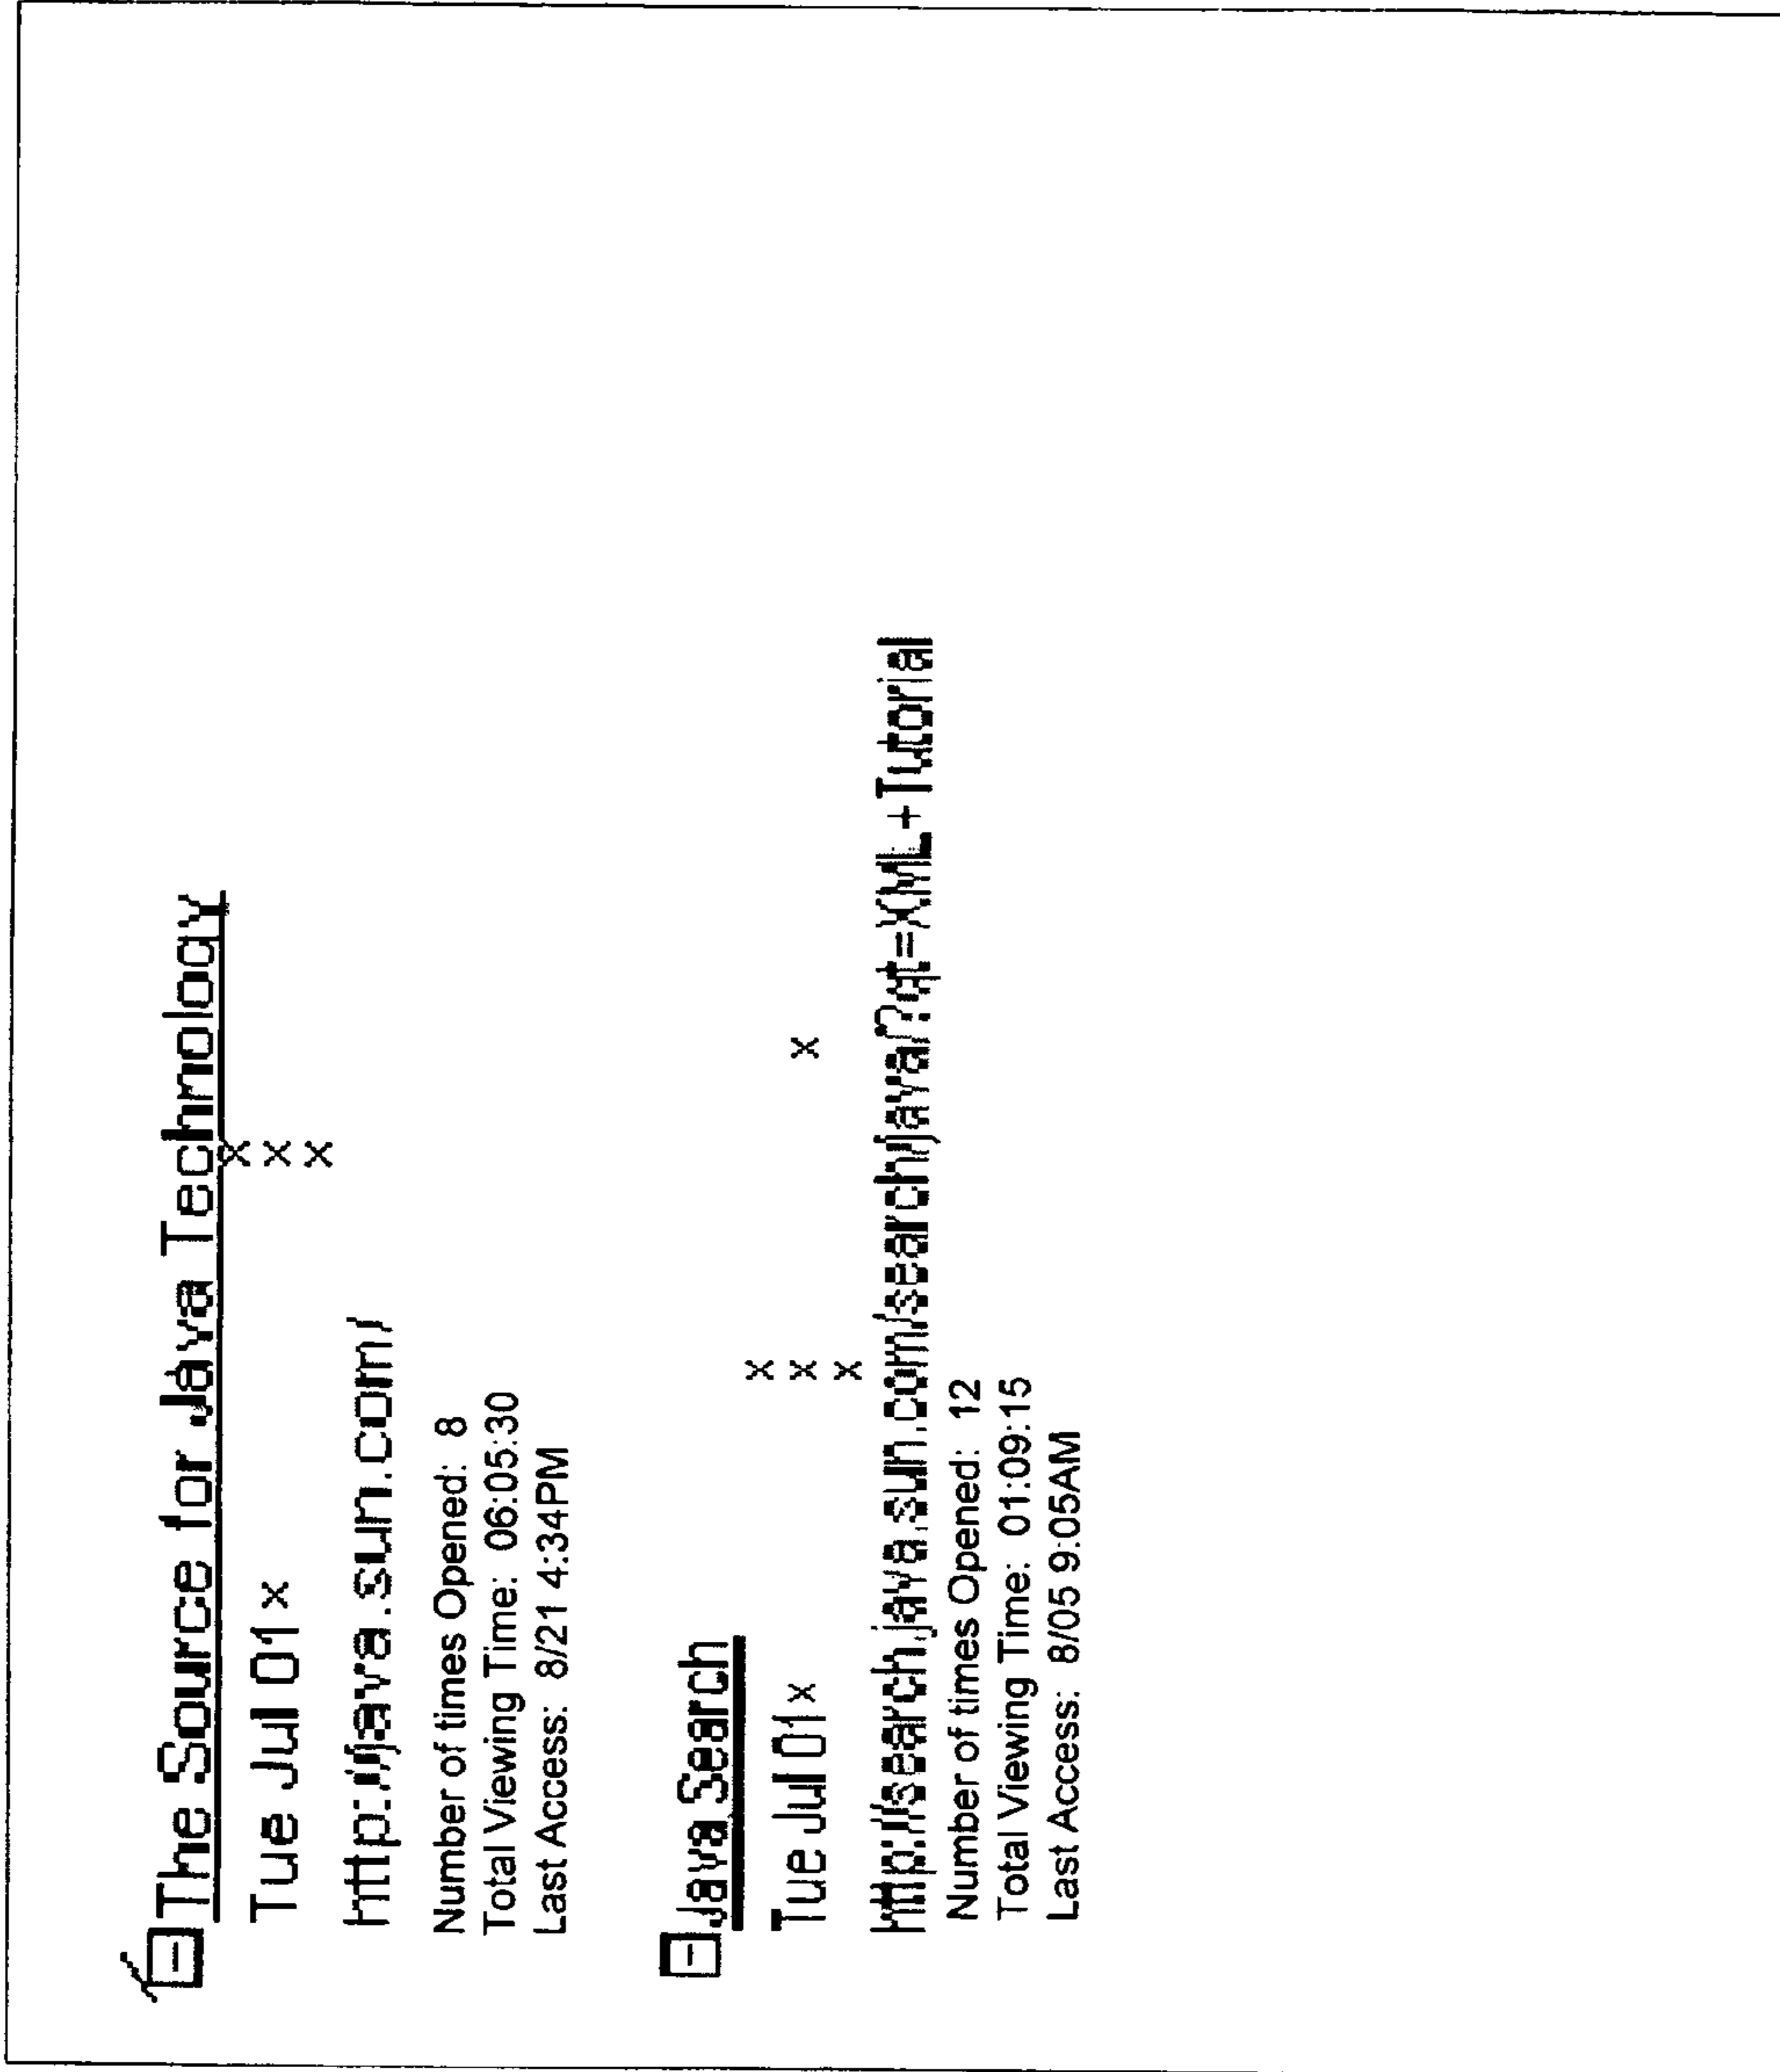 The Source for Java Technology
Tue Jul 01 x
x x x
http://java.sun.com/
Number of times Opened: 8
Total Viewing Time: 06:05:30
Last Access: 8/21 4:34PM
Java Search
Tue Jul 01 x
x x x
x
http://search.java.sun.com/search/java/?qt=XML+Tutorial
Number of times Opened: 12
Total Viewing Time: 01:09:15
Last Access: 8/05 9:05AM